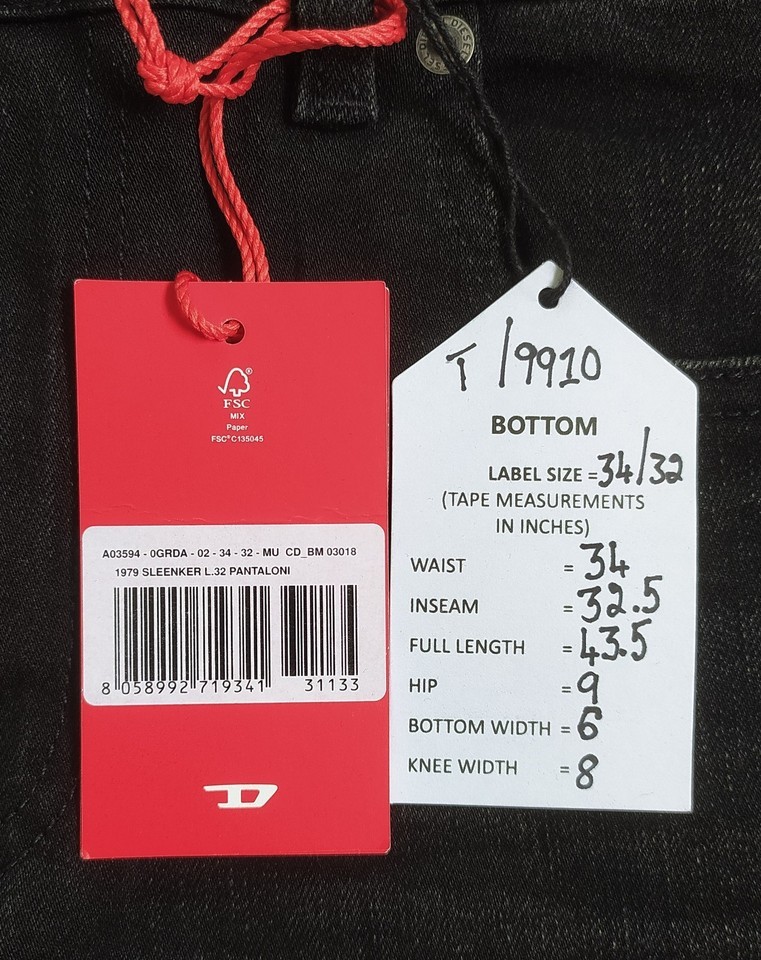 DIESEL
FSC®
MIX
Paper
FSC® C135045
A03594 - 0GRDA - 02 - 34 - 32 - MU CD_BM 03018
1979 SLEENKER L.32 PANTALONI
8 058992 719341 31133
D
T/9910
BOTTOM
LABEL SIZE = 34/32
(TAPE MEASUREMENTS
IN INCHES)
WAIST = 34
INSEAM = 32.5
FULL LENGTH = 43.5
HIP = 9
BOTTOM WIDTH = 6
KNEE WIDTH = 8